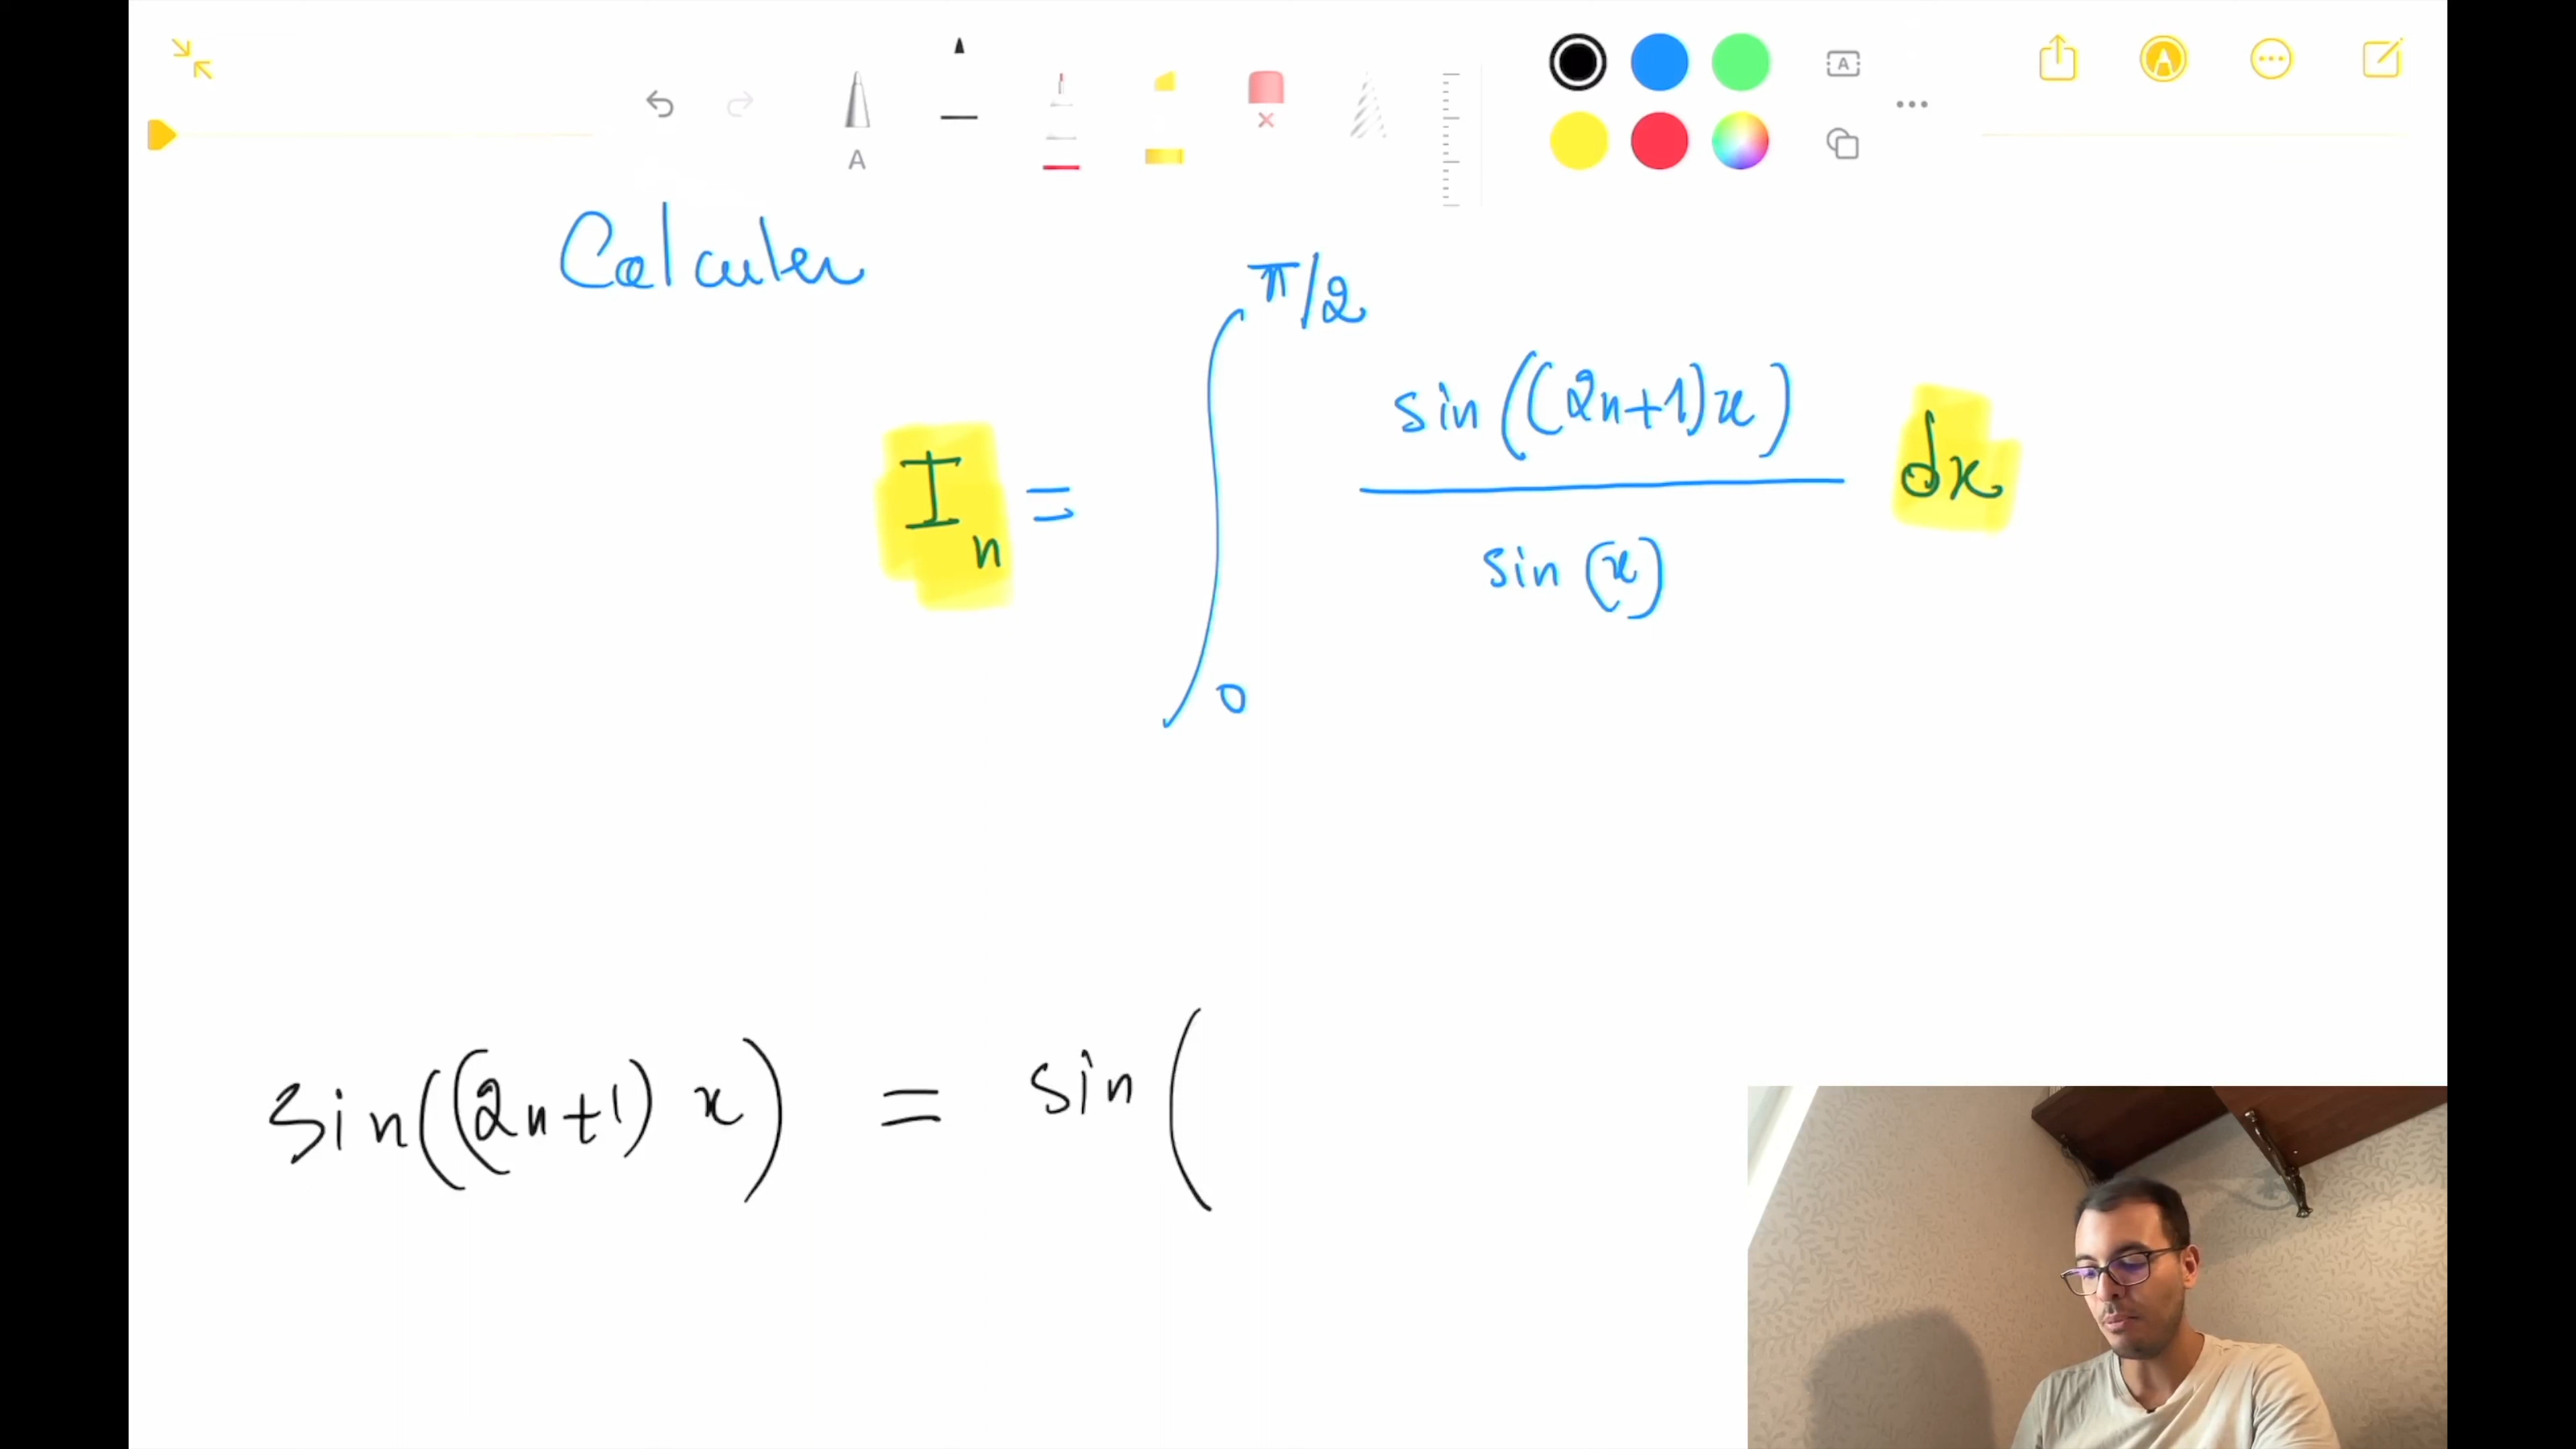 A
A
Calculer
I_n = ∫_0^{π/2} sin((2n+1)x) / sin(x) dx
sin((2n+1) x) = sin(